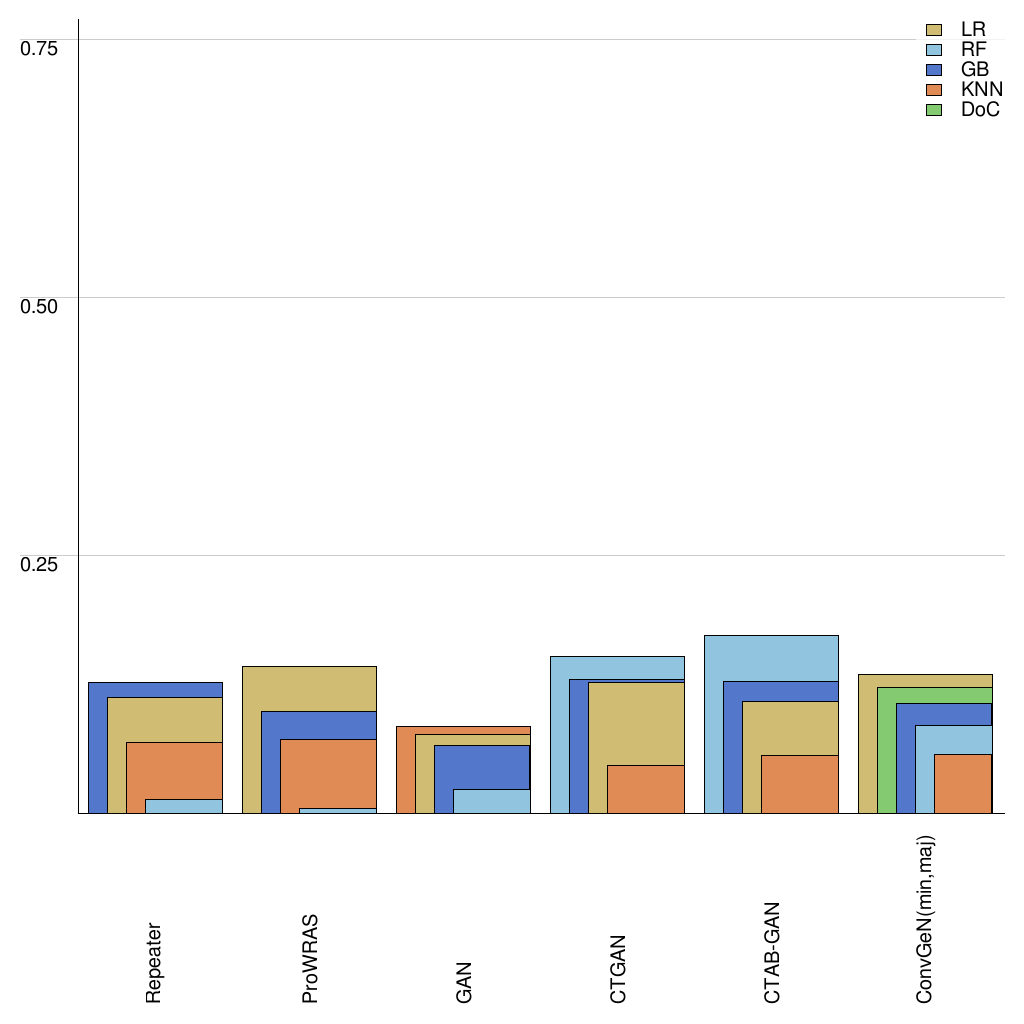 0.75
0.50
0.25
LR
RF
GB
KNN
DoC
Repeater
ProWRAS
GAN
CTGAN
CTAB-GAN
ConvGeN(min,maj)